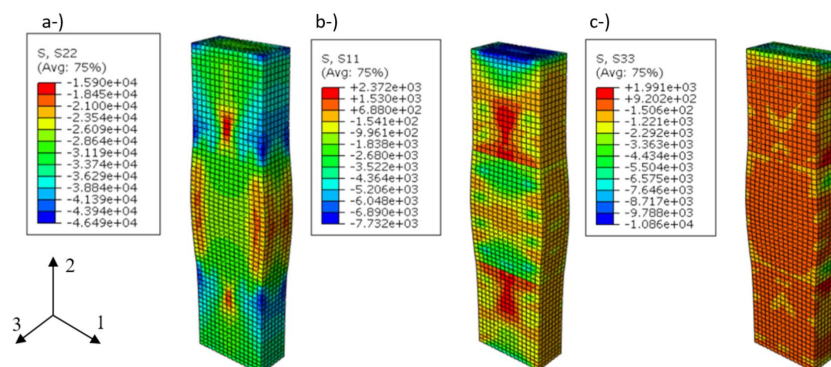 a-)
S, S22
(Avg: 75%)
-1.590e+04
-1.845e+04
-2.100e+04
-2.354e+04
-2.609e+04
-2.864e+04
-3.119e+04
-3.374e+04
-3.629e+04
-3.884e+04
-4.139e+04
-4.394e+04
-4.649e+04
b-)
S, S11
(Avg: 75%)
+2.372e+03
+1.530e+03
+6.880e+02
-1.541e+02
-9.961e+02
-1.838e+03
-2.680e+03
-3.522e+03
-4.364e+03
-5.206e+03
-6.048e+03
-6.890e+03
-7.732e+03
c-)
S, S33
(Avg: 75%)
+1.991e+03
+9.202e+02
-1.506e+02
-1.221e+03
-2.292e+03
-3.363e+03
-4.434e+03
-5.504e+03
-6.575e+03
-7.646e+03
-8.717e+03
-9.788e+03
-1.086e+04
2
3
1